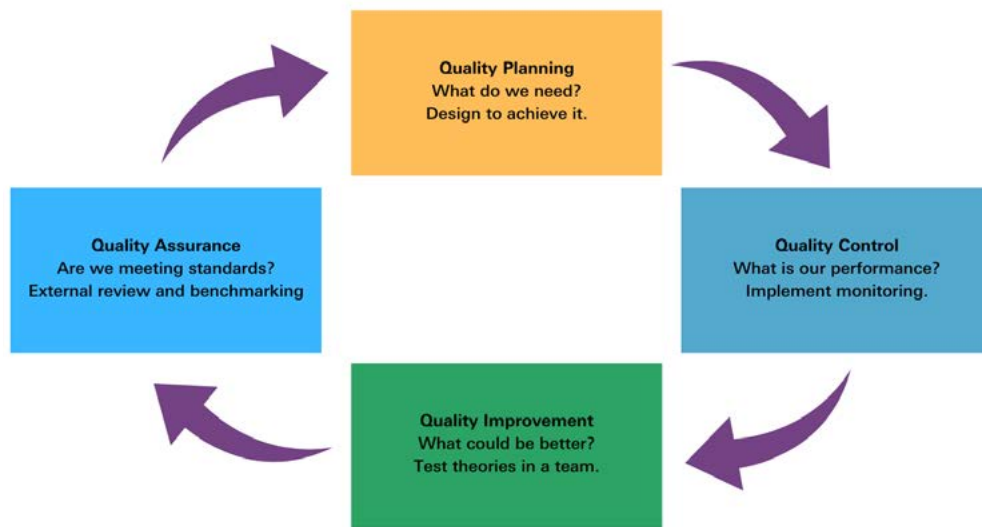 Quality Planning
What do we need?
Design to achieve it.
Quality Assurance
Are we meeting standards?
External review and benchmarking
Quality Control
What is our performance?
Implement monitoring.
Quality Improvement
What could be better?
Test theories in a team.